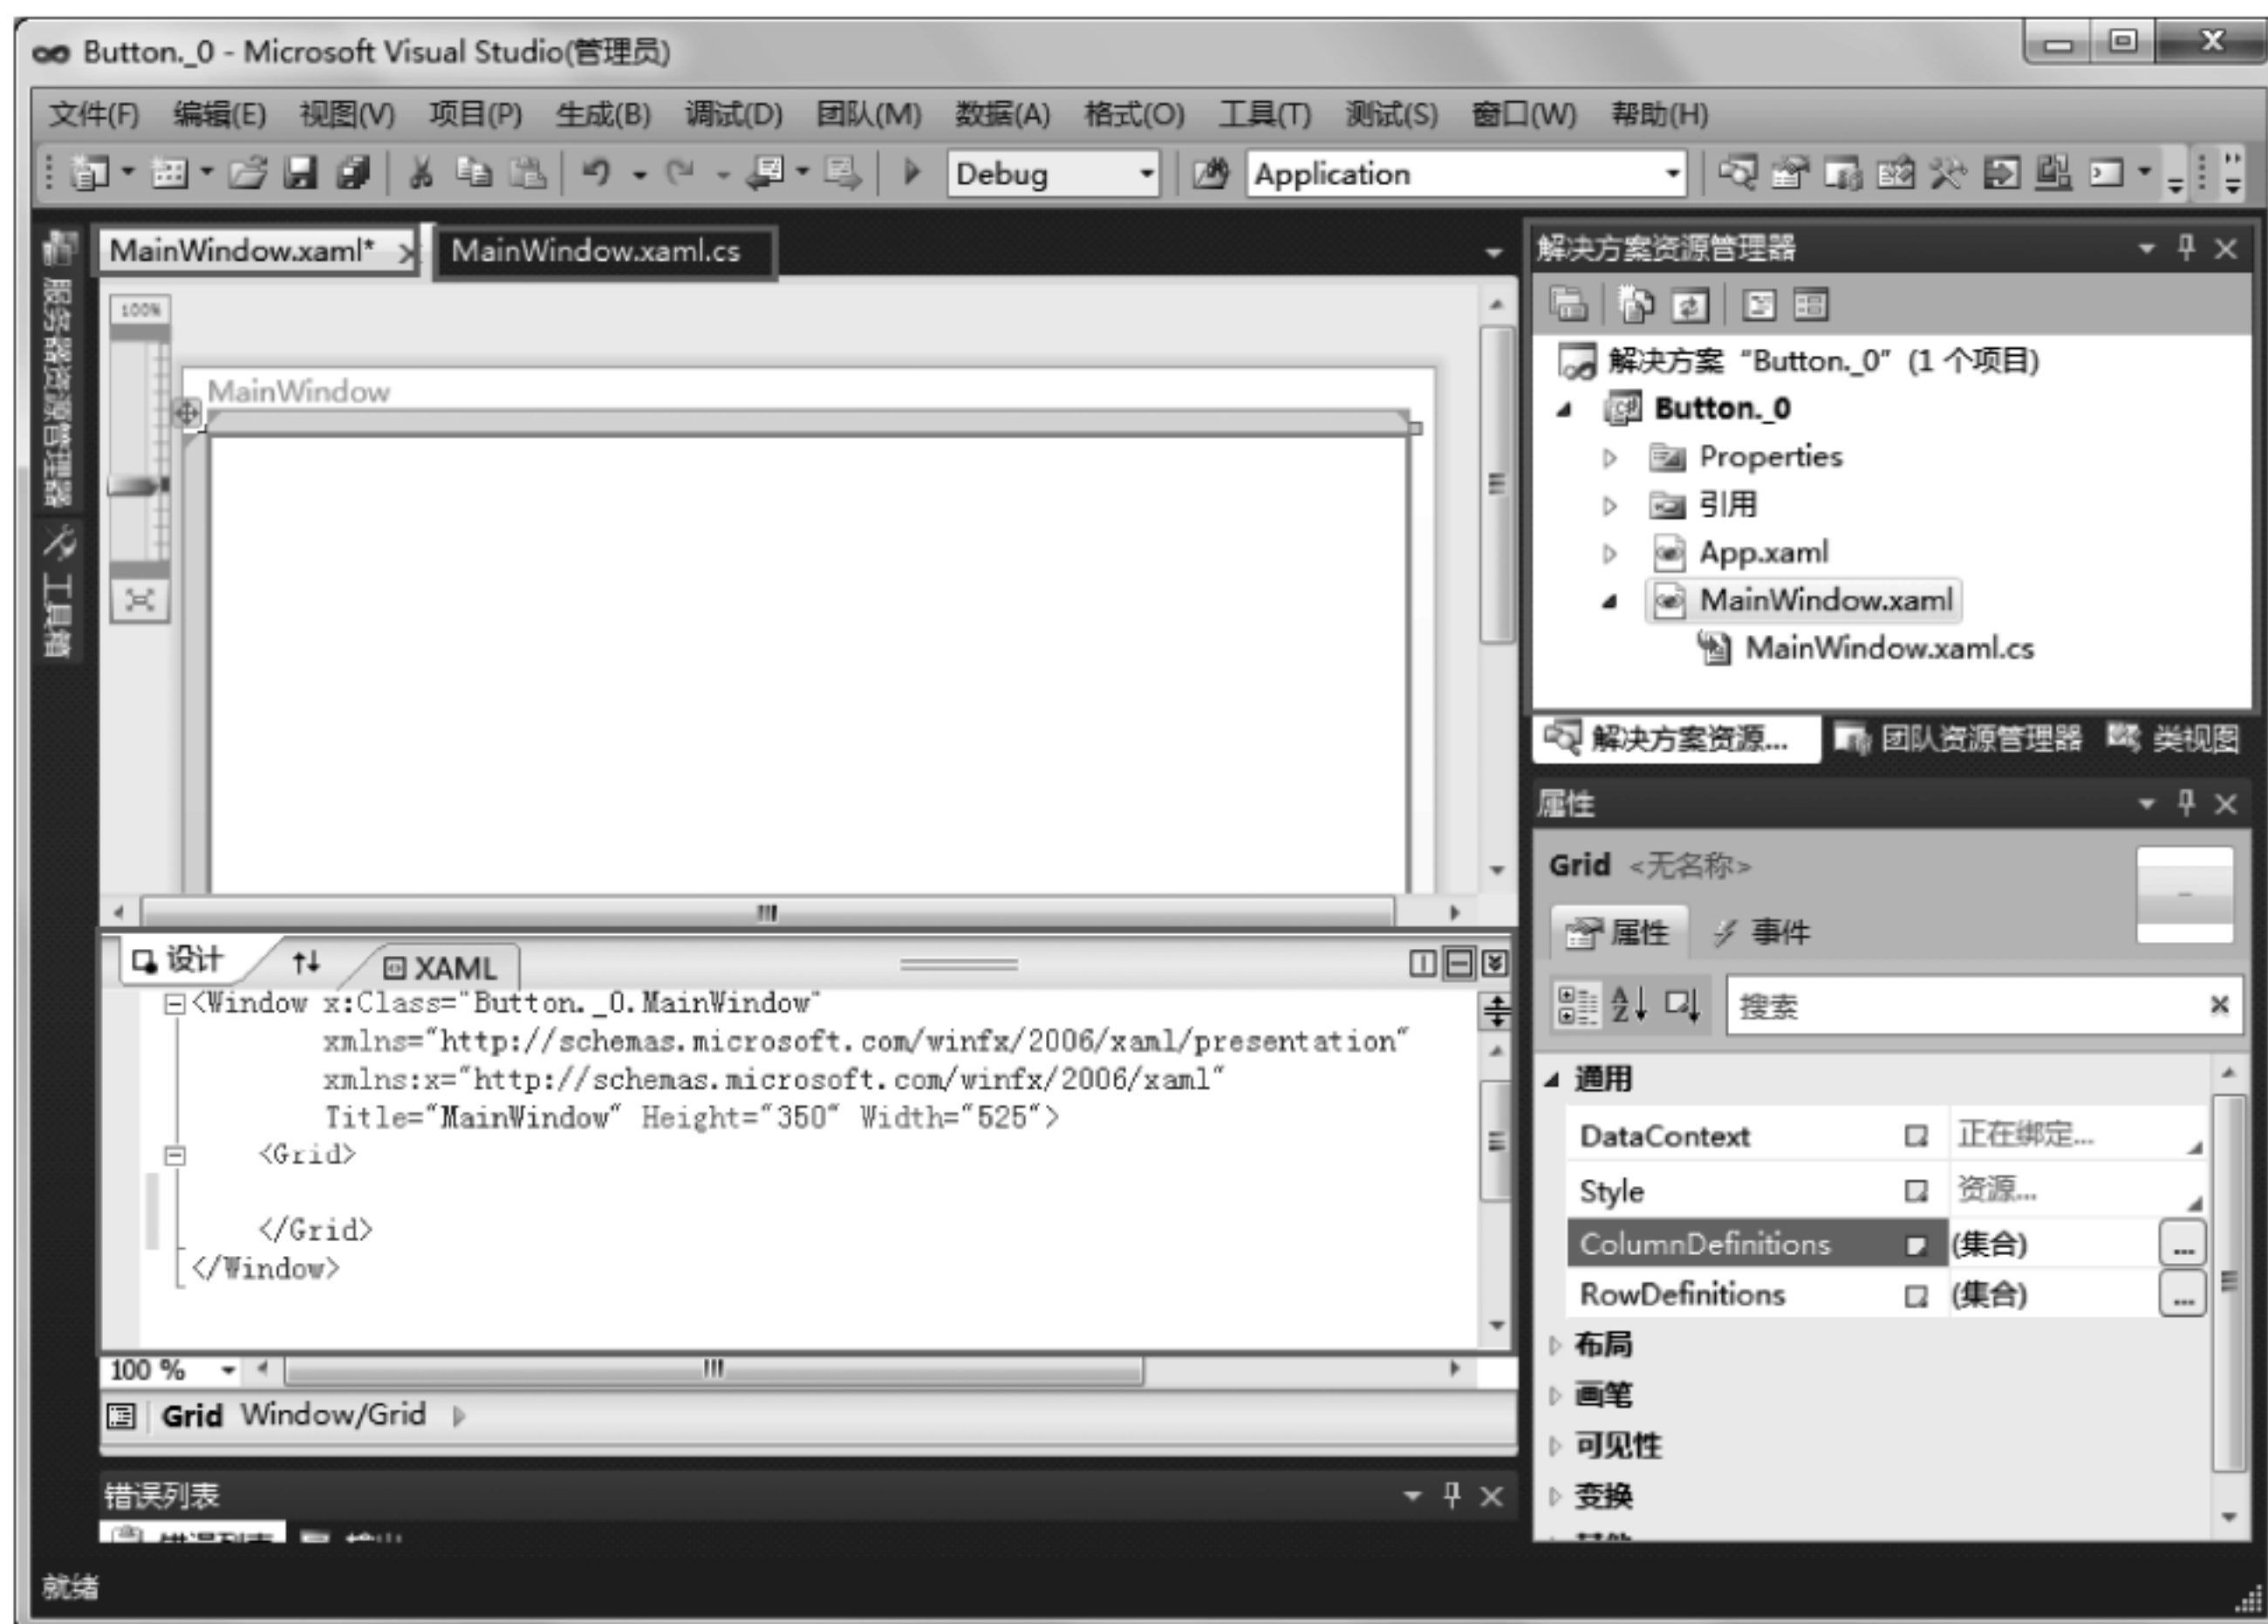 Button._0 - Microsoft Visual Studio(管理员)
文件(F) 编辑(E) 视图(V) 项目(P) 生成(B) 调试(D) 团队(M) 数据(A) 格式(O) 工具(T) 测试(S) 窗口(W) 帮助(H)
Debug Application
服务器资源管理器
工具箱
MainWindow.xaml* MainWindow.xaml.cs
100%
MainWindow
设计 XAML
<Window x:Class="Button._0.MainWindow"
xmlns="http://schemas.microsoft.com/winfx/2006/xaml/presentation"
xmlns:x="http://schemas.microsoft.com/winfx/2006/xaml"
Title="MainWindow" Height="350" Width="525">
<Grid>
</Grid>
</Window>
100 %
Grid Window/Grid
错误列表
错误列表 输出
就绪
解决方案资源管理器
解决方案 "Button._0" (1 个项目)
Button._0
Properties
引用
App.xaml
MainWindow.xaml
MainWindow.xaml.cs
解决方案资源... 团队资源管理器 类视图
属性
Grid <无名称>
属性 事件
搜索
通用
DataContext 正在绑定...
Style 资源...
ColumnDefinitions (集合) ...
RowDefinitions (集合) ...
布局
画笔
可见性
变换